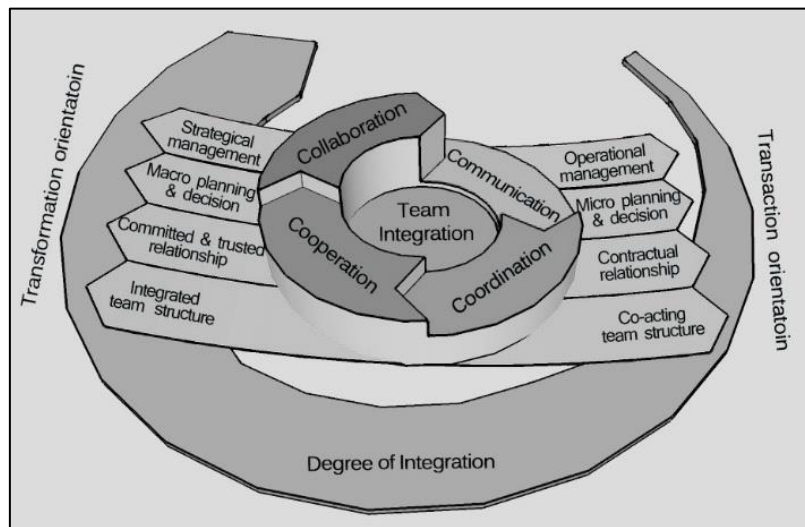 Transformation orientatoin
Strategical
management
Macro planning
& decision
Committed & trusted
relationship
Integrated
team structure
Collaboration
Communication
Cooperation
Coordination
Team
Integration
Operational
management
Micro planning
& decision
Contractual
relationship
Co-acting
team structure
Transaction orientatoin
Degree of Integration